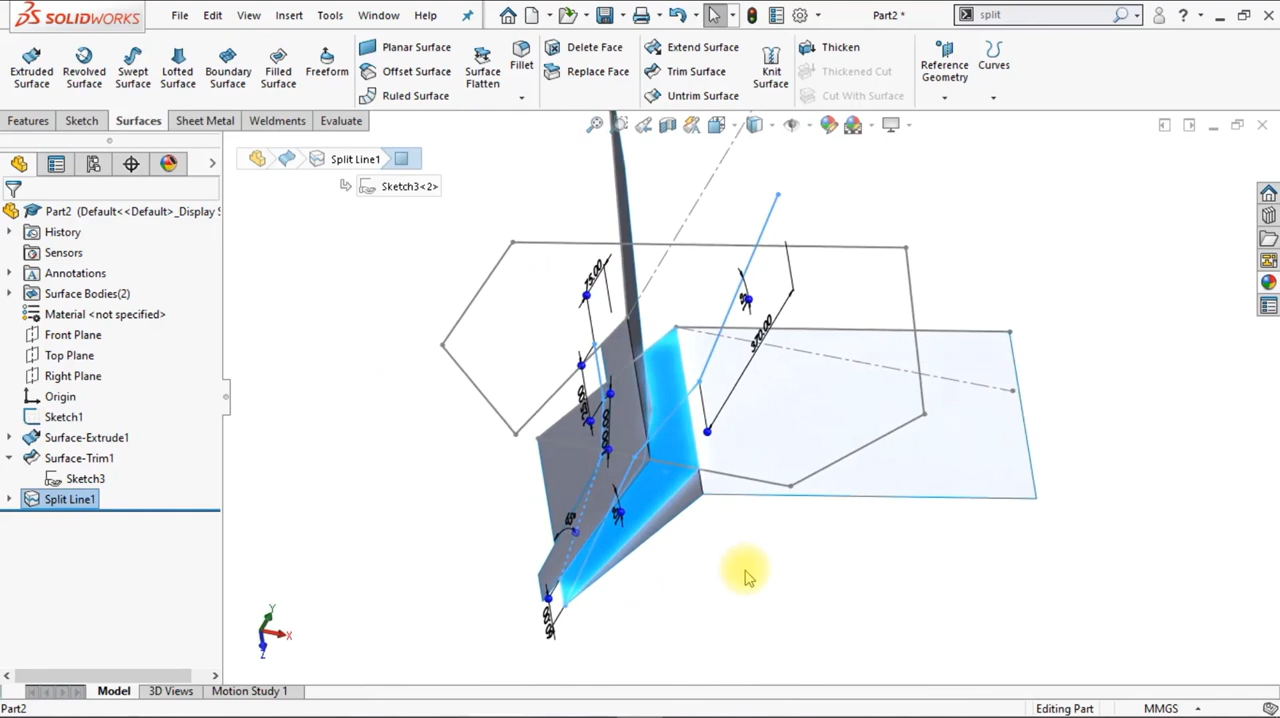 SOLIDWORKS
File Edit View Insert Tools Window Help
Part2 *
split
Extruded Surface
Revolved Surface
Swept Surface
Lofted Surface
Boundary Surface
Filled Surface
Freeform
Planar Surface
Offset Surface
Ruled Surface
Surface Flatten
Fillet
Delete Face
Replace Face
Extend Surface
Trim Surface
Untrim Surface
Knit Surface
Thicken
Thickened Cut
Cut With Surface
Reference Geometry
Curves
Features Sketch Surfaces Sheet Metal Weldments Evaluate
Split Line1
Sketch3<2>
Part2 (Default<<Default>_Display S
History
Sensors
Annotations
Surface Bodies(2)
Material <not specified>
Front Plane
Top Plane
Right Plane
Origin
Sketch1
Surface-Extrude1
Surface-Trim1
Sketch3
Split Line1
75.00
370.00
Y
X
Z
Model 3D Views Motion Study 1
Part2
Editing Part
MMGS